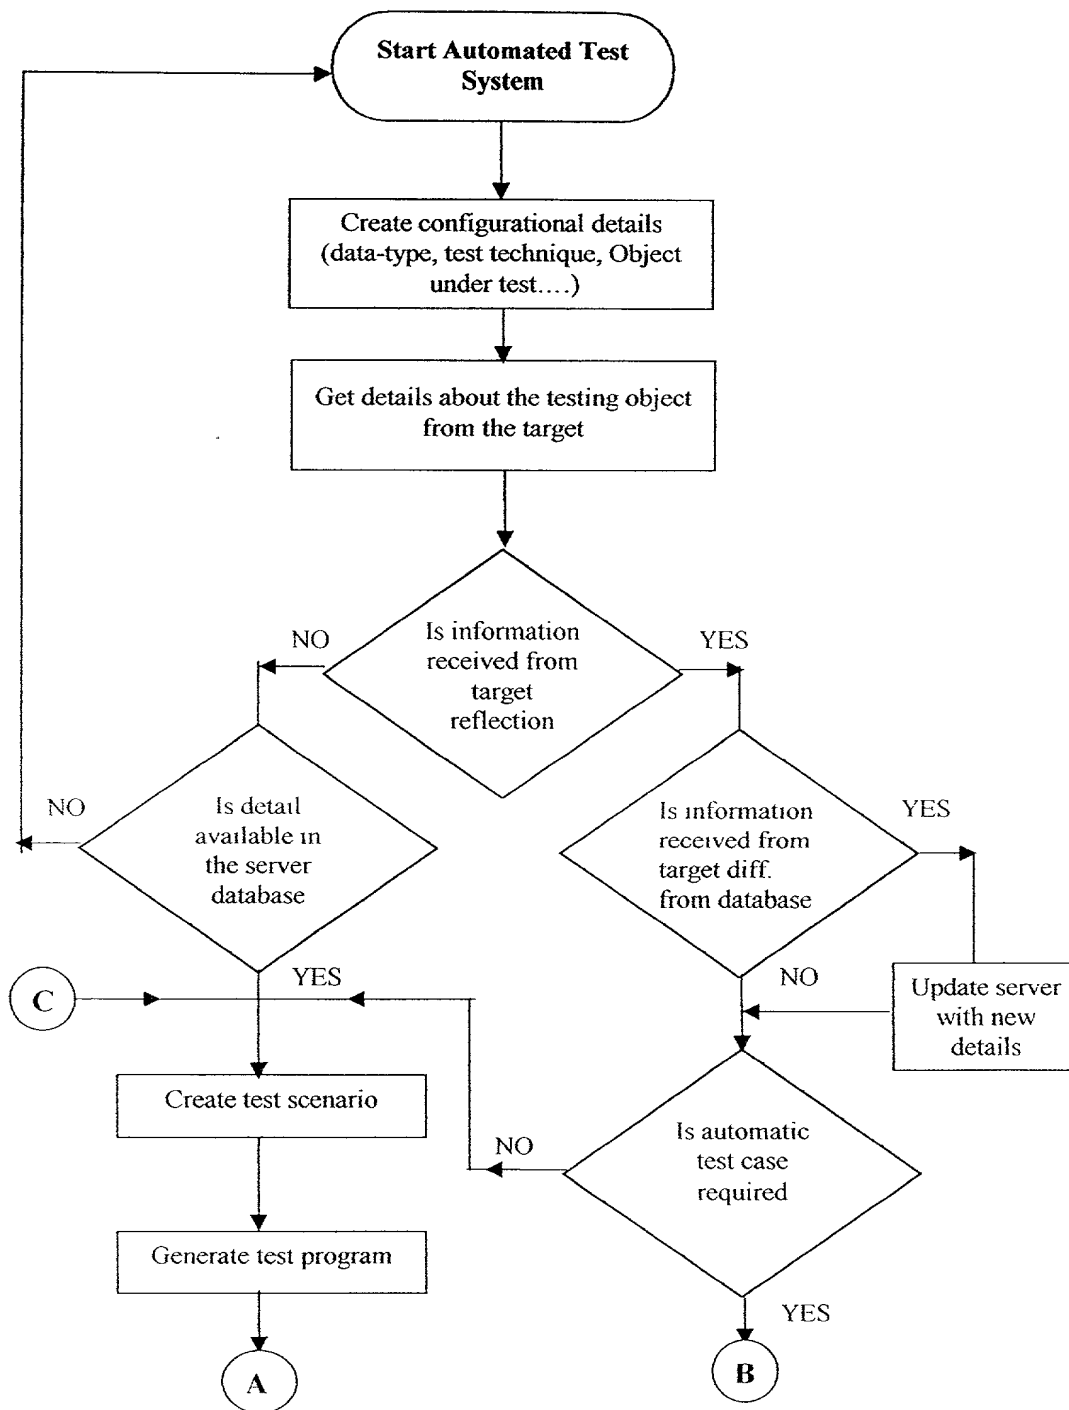 Start Automated Test
System
Create configurational details
(data-type, test technique, Object
under test....)
Get details about the testing object
from the target
NO
Is information
received from
target
reflection
YES
NO
Is detail
available in
the server
database
Is information
received from
target diff.
from database
YES
YES
NO
C
Update server
with new
details
Create test scenario
NO
Is automatic
test case
required
Generate test program
YES
A
B